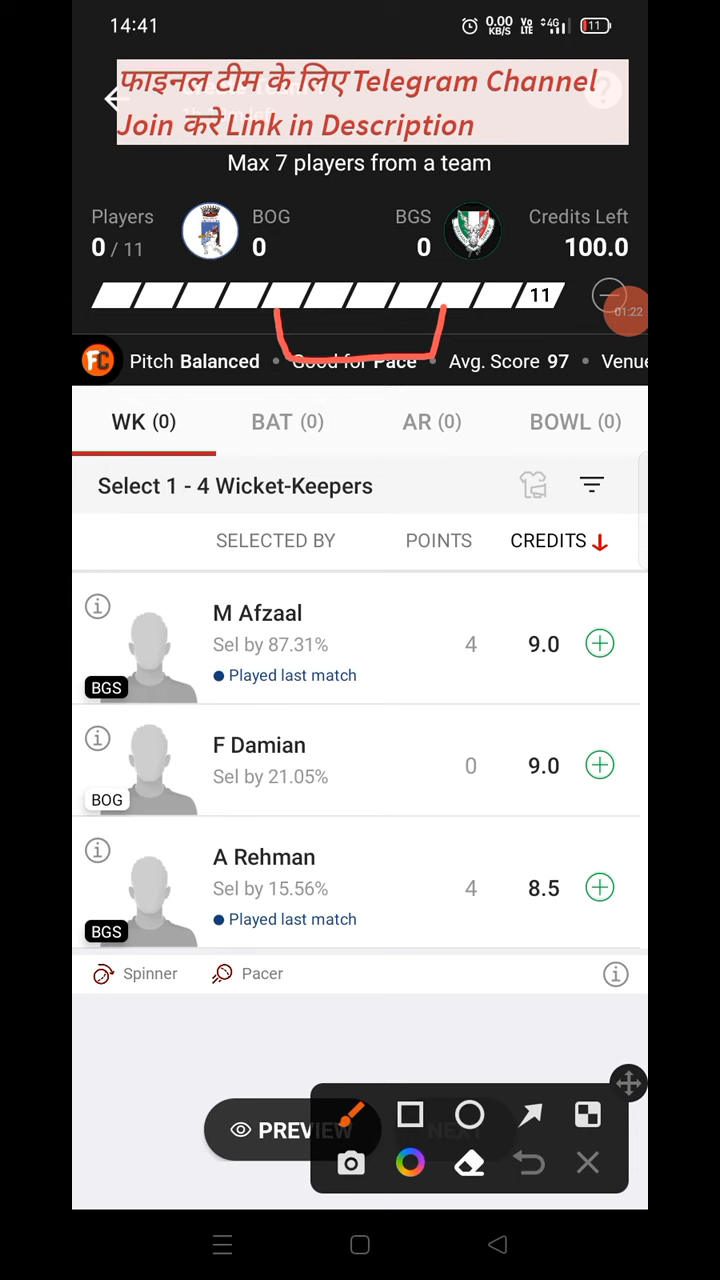 14:41
0.00
KB/S
Vo
LTE
4G
11
फाइनल टीम के लिए Telegram Channel
Join करें Link in Description
Max 7 players from a team
Players
BOG
BGS
Credits Left
0 / 11
0
0
100.0
11
01:22
FC
Pitch Balanced • Good for Pace • Avg. Score 97 • Venue
WK (0)
BAT (0)
AR (0)
BOWL (0)
Select 1 - 4 Wicket-Keepers
SELECTED BY
POINTS
CREDITS
M Afzaal
Sel by 87.31%
4
9.0
Played last match
BGS
F Damian
Sel by 21.05%
0
9.0
BOG
A Rehman
Sel by 15.56%
4
8.5
Played last match
BGS
Spinner
Pacer
PREVIEW
NEXT